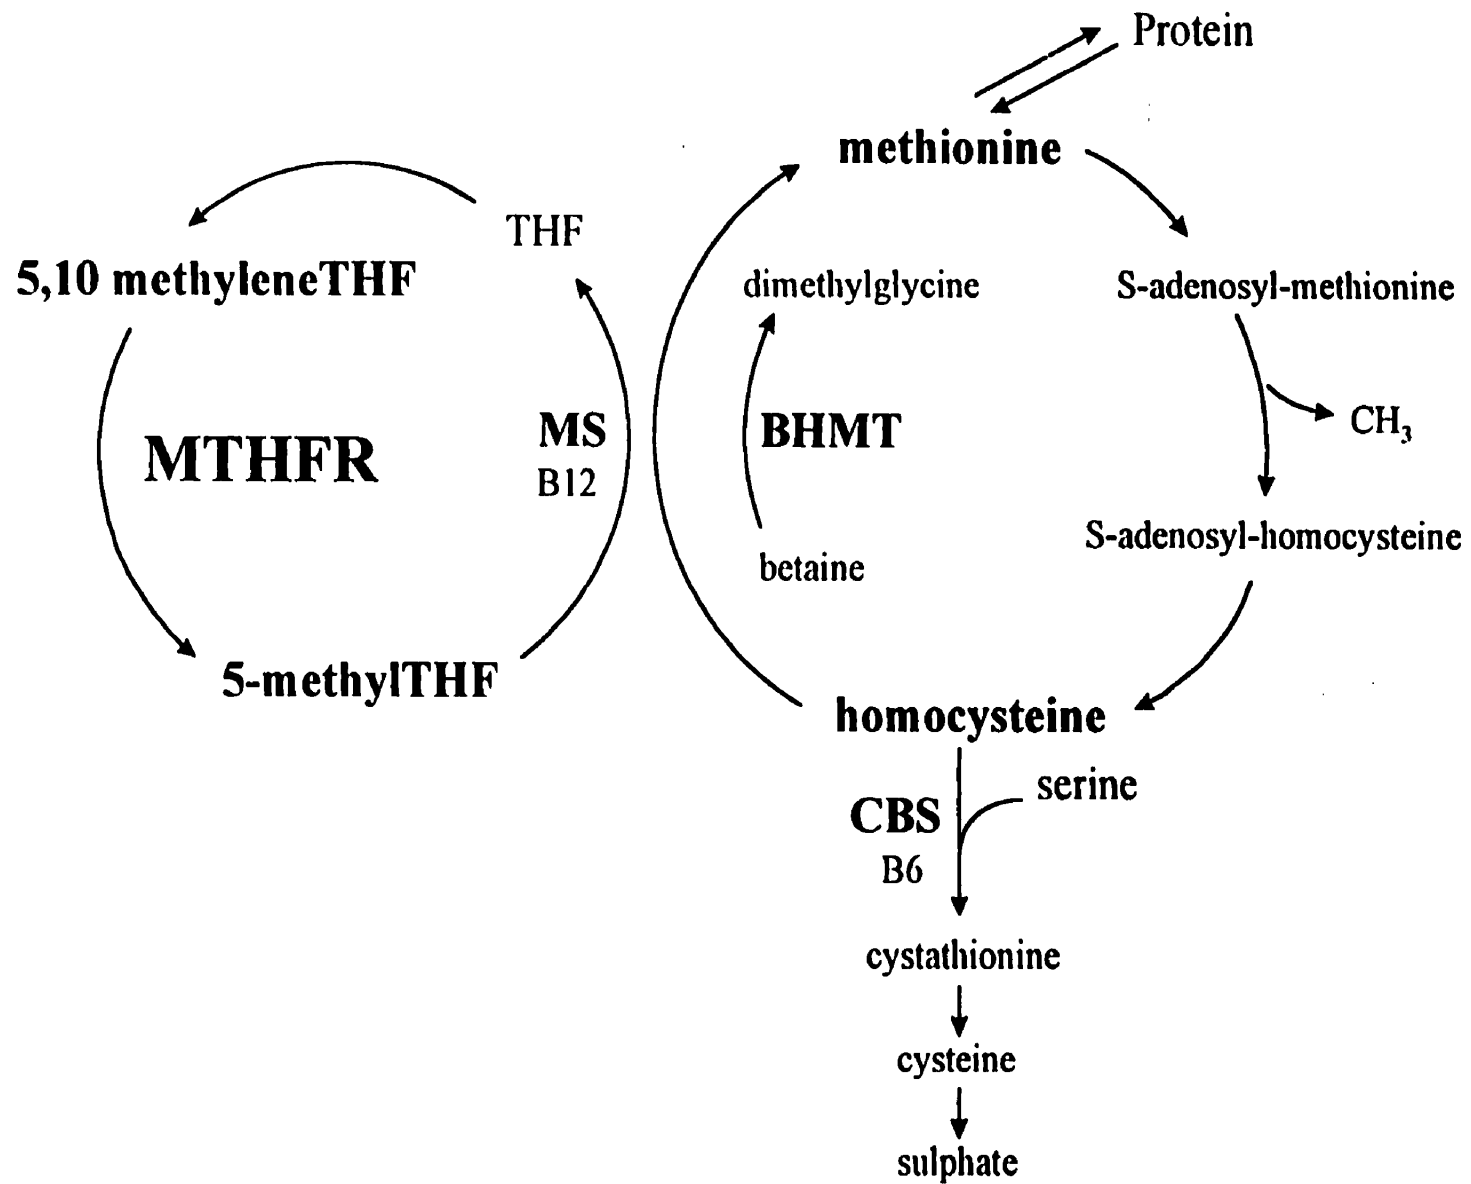 Protein
methionine
THF
5,10 methyleneTHF
dimethylglycine
S-adenosyl-methionine
MTHFR
MS
B12
BHMT
CH₃
betaine
S-adenosyl-homocysteine
5-methylTHF
homocysteine
serine
CBS
B6
cystathionine
cysteine
sulphate